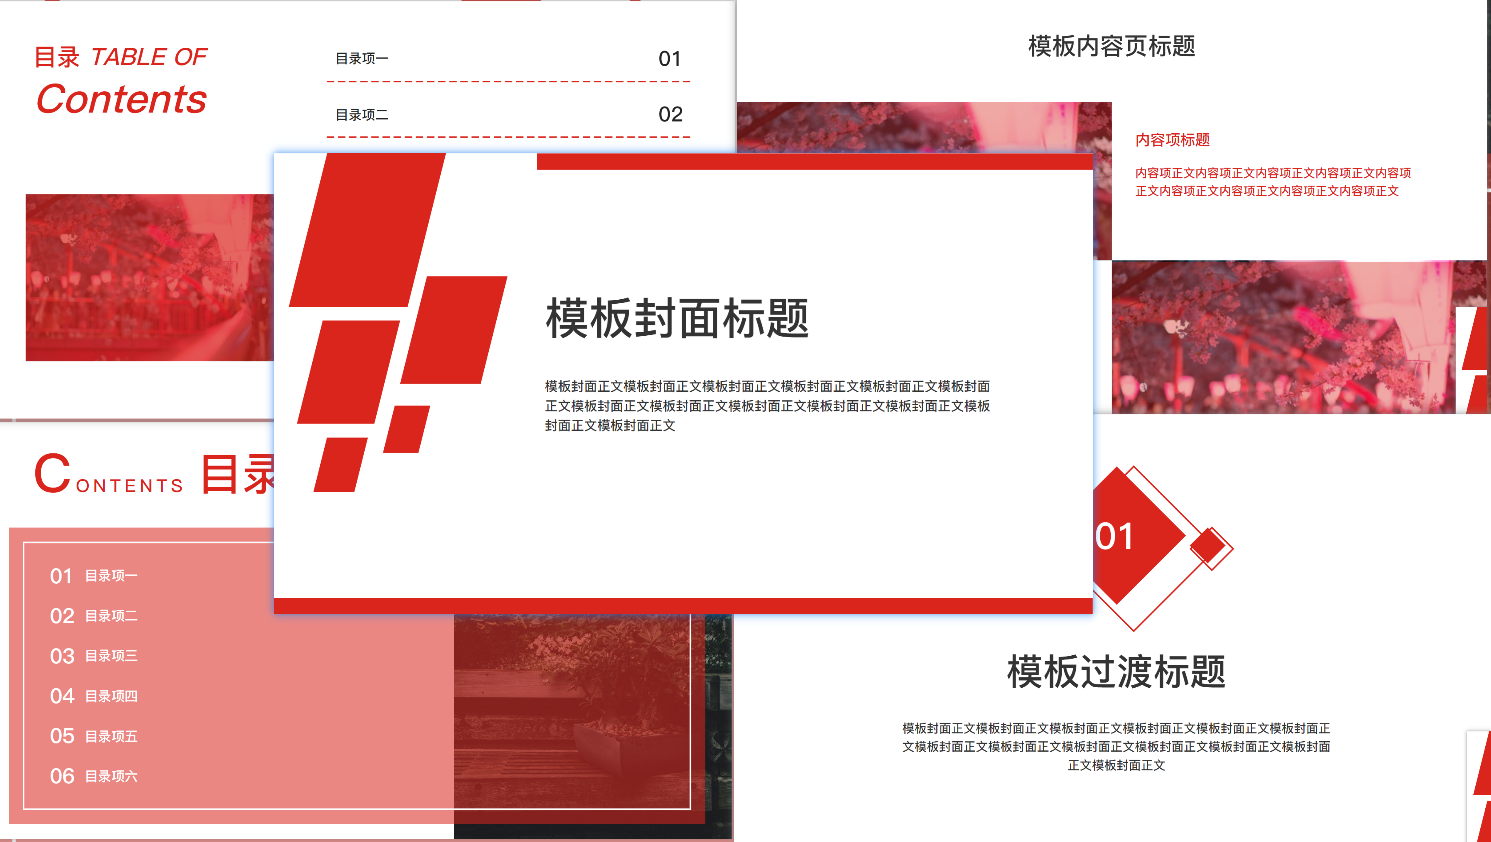 目录 TABLE OF
Contents
目录项一 01
目录项二 02
模板内容页标题
内容项标题
内容项正文内容项正文内容项正文内容项正文内容项
正文内容项正文内容项正文内容项正文内容项正文
模板封面标题
模板封面正文模板封面正文模板封面正文模板封面正文模板封面正文模板封面
正文模板封面正文模板封面正文模板封面正文模板封面正文模板封面正文模板
封面正文模板封面正文
CONTENTS 目录
01 目录项一
02 目录项二
03 目录项三
04 目录项四
05 目录项五
06 目录项六
01
模板过渡标题
模板封面正文模板封面正文模板封面正文模板封面正文模板封面正文模板封面正
文模板封面正文模板封面正文模板封面正文模板封面正文模板封面正文模板封面
正文模板封面正文